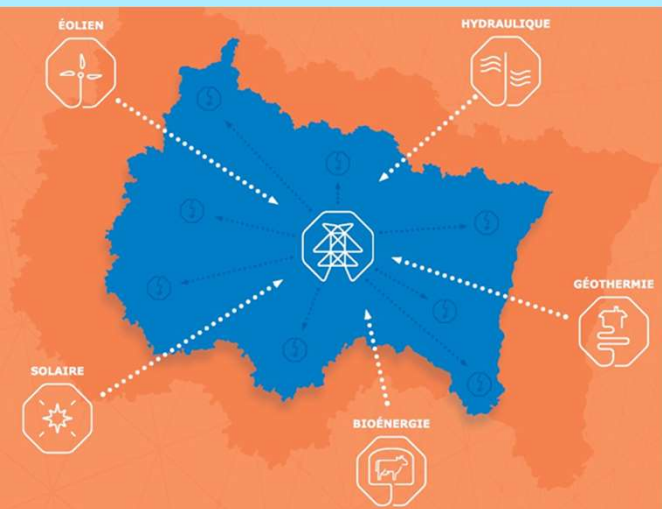 ÉOLIEN
HYDRAULIQUE
GÉOTHERMIE
SOLAIRE
BIOÉNERGIE